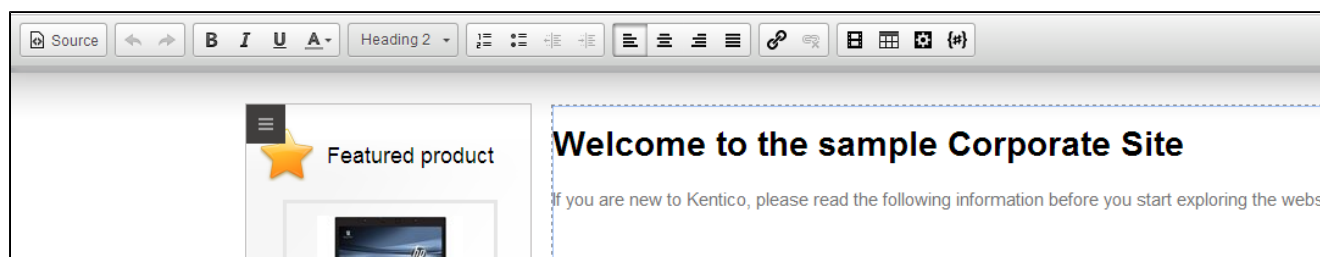 Source B I U A Heading 2 {#}
Featured product
Welcome to the sample Corporate Site
If you are new to Kentico, please read the following information before you start exploring the
hp